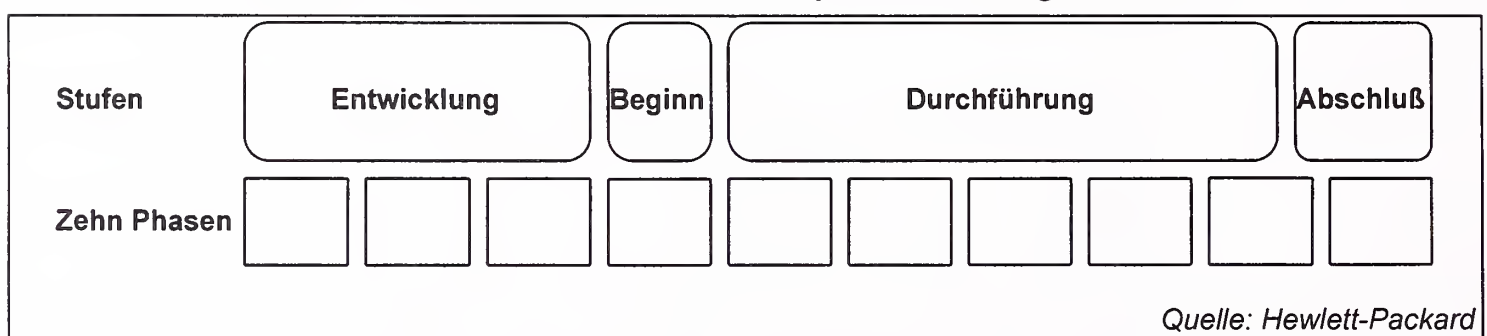 Stufen Entwicklung Beginn Durchführung Abschluß
Zehn Phasen
Quelle: Hewlett-Packard